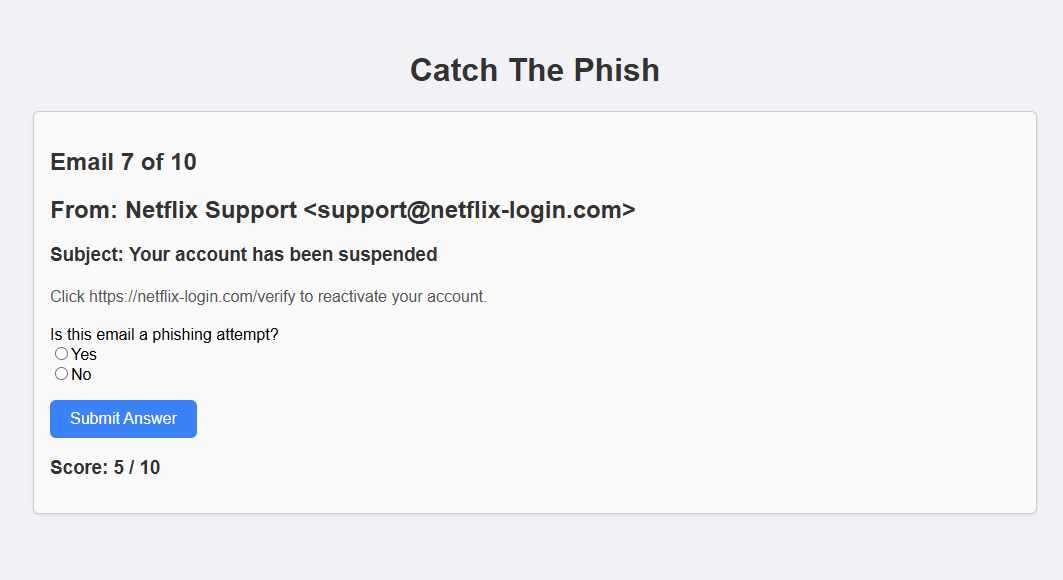 Catch The Phish
Email 7 of 10
From: Netflix Support <support@netflix-login.com>
Subject: Your account has been suspended
Click https://netflix-login.com/verify to reactivate your account.
Is this email a phishing attempt?
Yes
No
Submit Answer
Score: 5 / 10